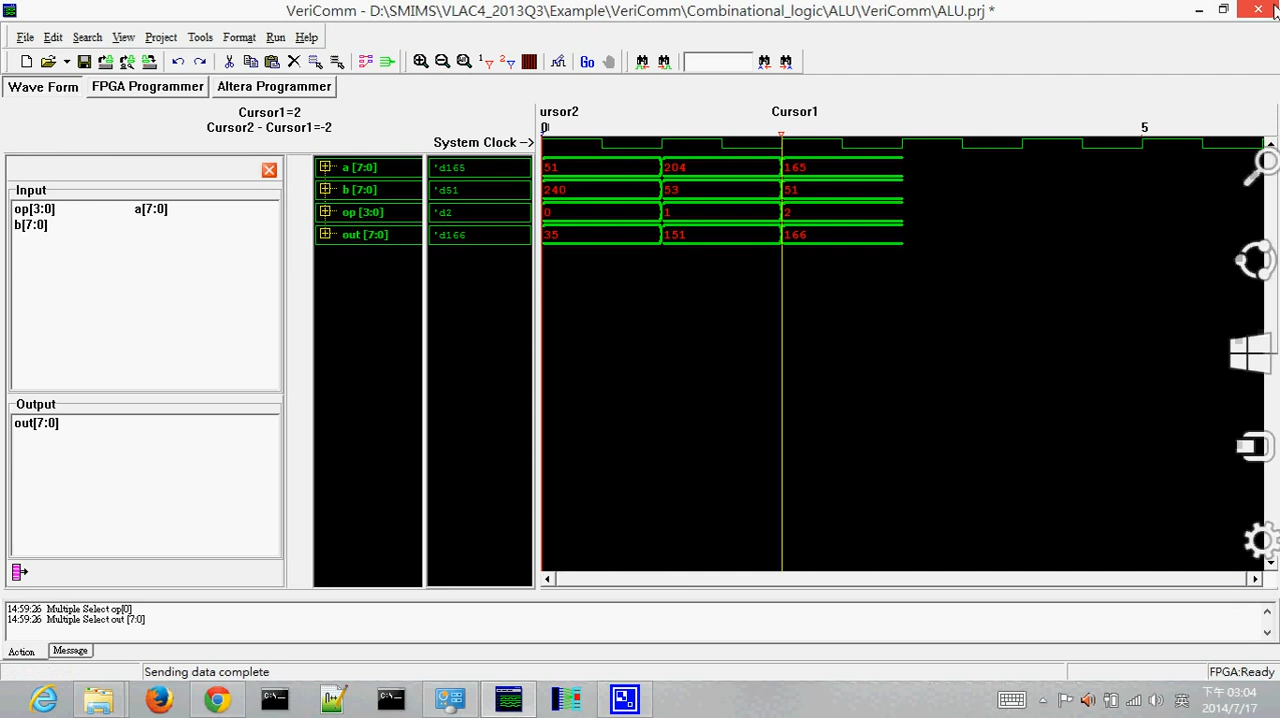 VeriComm - D:\SMIMS\VLAC4_2013Q3\Example\VeriComm\Combinational_logic\ALU\VeriComm\ALU.prj *
File Edit Search View Project Tools Format Run Help
Go
Wave Form FPGA Programmer Altera Programmer
Cursor1=2
Cursor2 - Cursor1=-2
ursor2 Cursor1
0 5
System Clock ->
a [7:0] 'd165 51 204 165
b [7:0] 'd51 240 53 51
op [3:0] 'd2 0 1 2
out [7:0] 'd166 35 151 166
Input
op[3:0] a[7:0]
b[7:0]
Output
out[7:0]
14:59:26 Multiple Select op[0]
14:59:26 Multiple Select out [7:0]
Action Message
Sending data complete FPGA:Ready
英 下午 03:04
2014/7/17